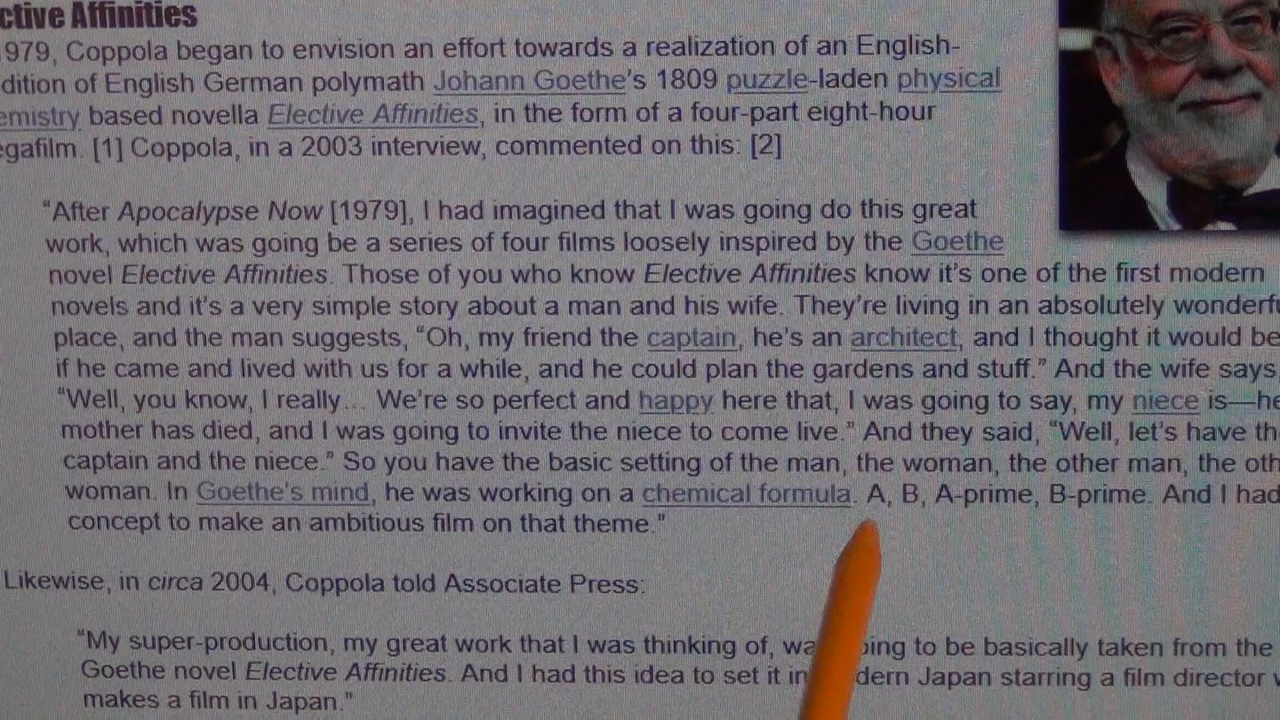 ctive Affinities
1979, Coppola began to envision an effort towards a realization of an English-
dition of English German polymath Johann Goethe's 1809 puzzle-laden physical
emistry based novella Elective Affinities, in the form of a four-part eight-hour
egafilm. [1] Coppola, in a 2003 interview, commented on this: [2]
“After Apocalypse Now [1979], I had imagined that I was going do this great
work, which was going be a series of four films loosely inspired by the Goethe
novel Elective Affinities. Those of you who know Elective Affinities know it's one of the first modern
novels and it's a very simple story about a man and his wife. They're living in an absolutely wonderf
place, and the man suggests, “Oh, my friend the captain, he's an architect, and I thought it would be
if he came and lived with us for a while, and he could plan the gardens and stuff.” And the wife says,
“Well, you know, I really… We're so perfect and happy here that, I was going to say, my niece is—he
mother has died, and I was going to invite the niece to come live.” And they said, “Well, let's have th
captain and the niece.” So you have the basic setting of the man, the woman, the other man, the oth
woman. In Goethe's mind, he was working on a chemical formula. A, B, A-prime, B-prime. And I had
concept to make an ambitious film on that theme.”
Likewise, in circa 2004, Coppola told Associate Press:
“My super-production, my great work that I was thinking of, wa oing to be basically taken from the
Goethe novel Elective Affinities. And I had this idea to set it in dern Japan starring a film director
makes a film in Japan.”